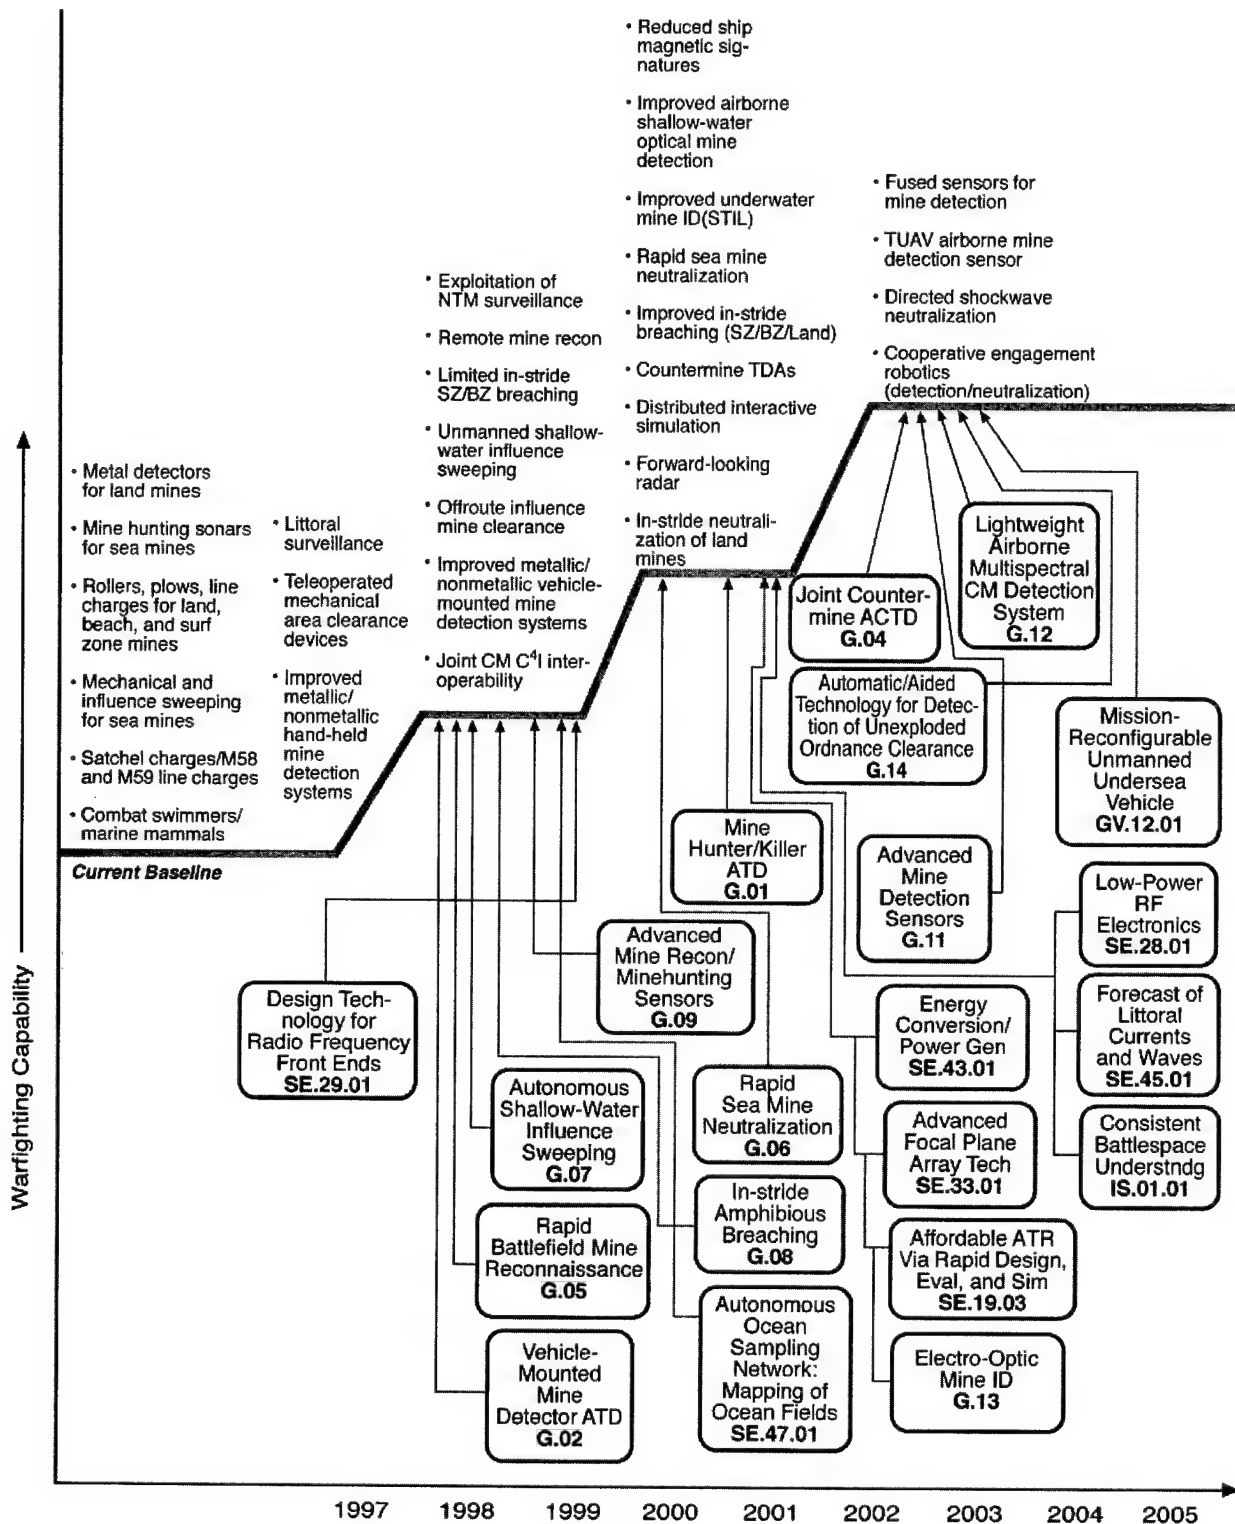 • Reduced ship
magnetic sig-
natures
• Improved airborne
shallow-water
optical mine
detection
• Improved underwater
mine ID(STIL)
• Rapid sea mine
neutralization
• Improved in-stride
breaching (SZ/BZ/Land)
• Countermine TDAs
• Distributed interactive
simulation
• Forward-looking
radar
• In-stride neutrali-
zation of land
mines
• Fused sensors for
mine detection
• TUAV airborne mine
detection sensor
• Directed shockwave
neutralization
• Cooperative engagement
robotics
(detection/neutralization)
• Exploitation of
NTM surveillance
• Remote mine recon
• Limited in-stride
SZ/BZ breaching
• Unmanned shallow-
water influence
sweeping
• Offroute influence
mine clearance
• Improved metallic/
nonmetallic vehicle-
mounted mine
detection systems
• Joint CM C⁴I inter-
operability
• Metal detectors
for land mines
• Mine hunting sonars
for sea mines
• Rollers, plows, line
charges for land,
beach, and surf
zone mines
• Mechanical and
influence sweeping
for sea mines
• Satchel charges/M58
and M59 line charges
• Combat swimmers/
marine mammals
• Littoral
surveillance
• Teleoperated
mechanical
area clearance
devices
• Improved
metallic/
nonmetallic
hand-held
mine
detection
systems
Current Baseline
Warfighting Capability
Joint Counter-
mine ACTD
G.04
Lightweight
Airborne
Multispectral
CM Detection
System
G.12
Automatic/Aided
Technology for Detec-
tion of Unexploded
Ordnance Clearance
G.14
Mission-
Reconfigurable
Unmanned
Undersea
Vehicle
GV.12.01
Mine
Hunter/Killer
ATD
G.01
Advanced
Mine
Detection
Sensors
G.11
Low-Power
RF
Electronics
SE.28.01
Advanced
Mine Recon/
Minehunting
Sensors
G.09
Design Tech-
nology for
Radio Frequency
Front Ends
SE.29.01
Energy
Conversion/
Power Gen
SE.43.01
Forecast of
Littoral
Currents
and Waves
SE.45.01
Autonomous
Shallow-Water
Influence
Sweeping
G.07
Rapid
Sea Mine
Neutralization
G.06
Advanced
Focal Plane
Array Tech
SE.33.01
Consistent
Battlespace
Understndg
IS.01.01
Rapid
Battlefield Mine
Reconnaissance
G.05
In-stride
Amphibious
Breaching
G.08
Affordable ATR
Via Rapid Design,
Eval, and Sim
SE.19.03
Vehicle-
Mounted
Mine
Detector ATD
G.02
Autonomous
Ocean
Sampling
Network:
Mapping of
Ocean Fields
SE.47.01
Electro-Optic
Mine ID
G.13
1997 1998 1999 2000 2001 2002 2003 2004 2005